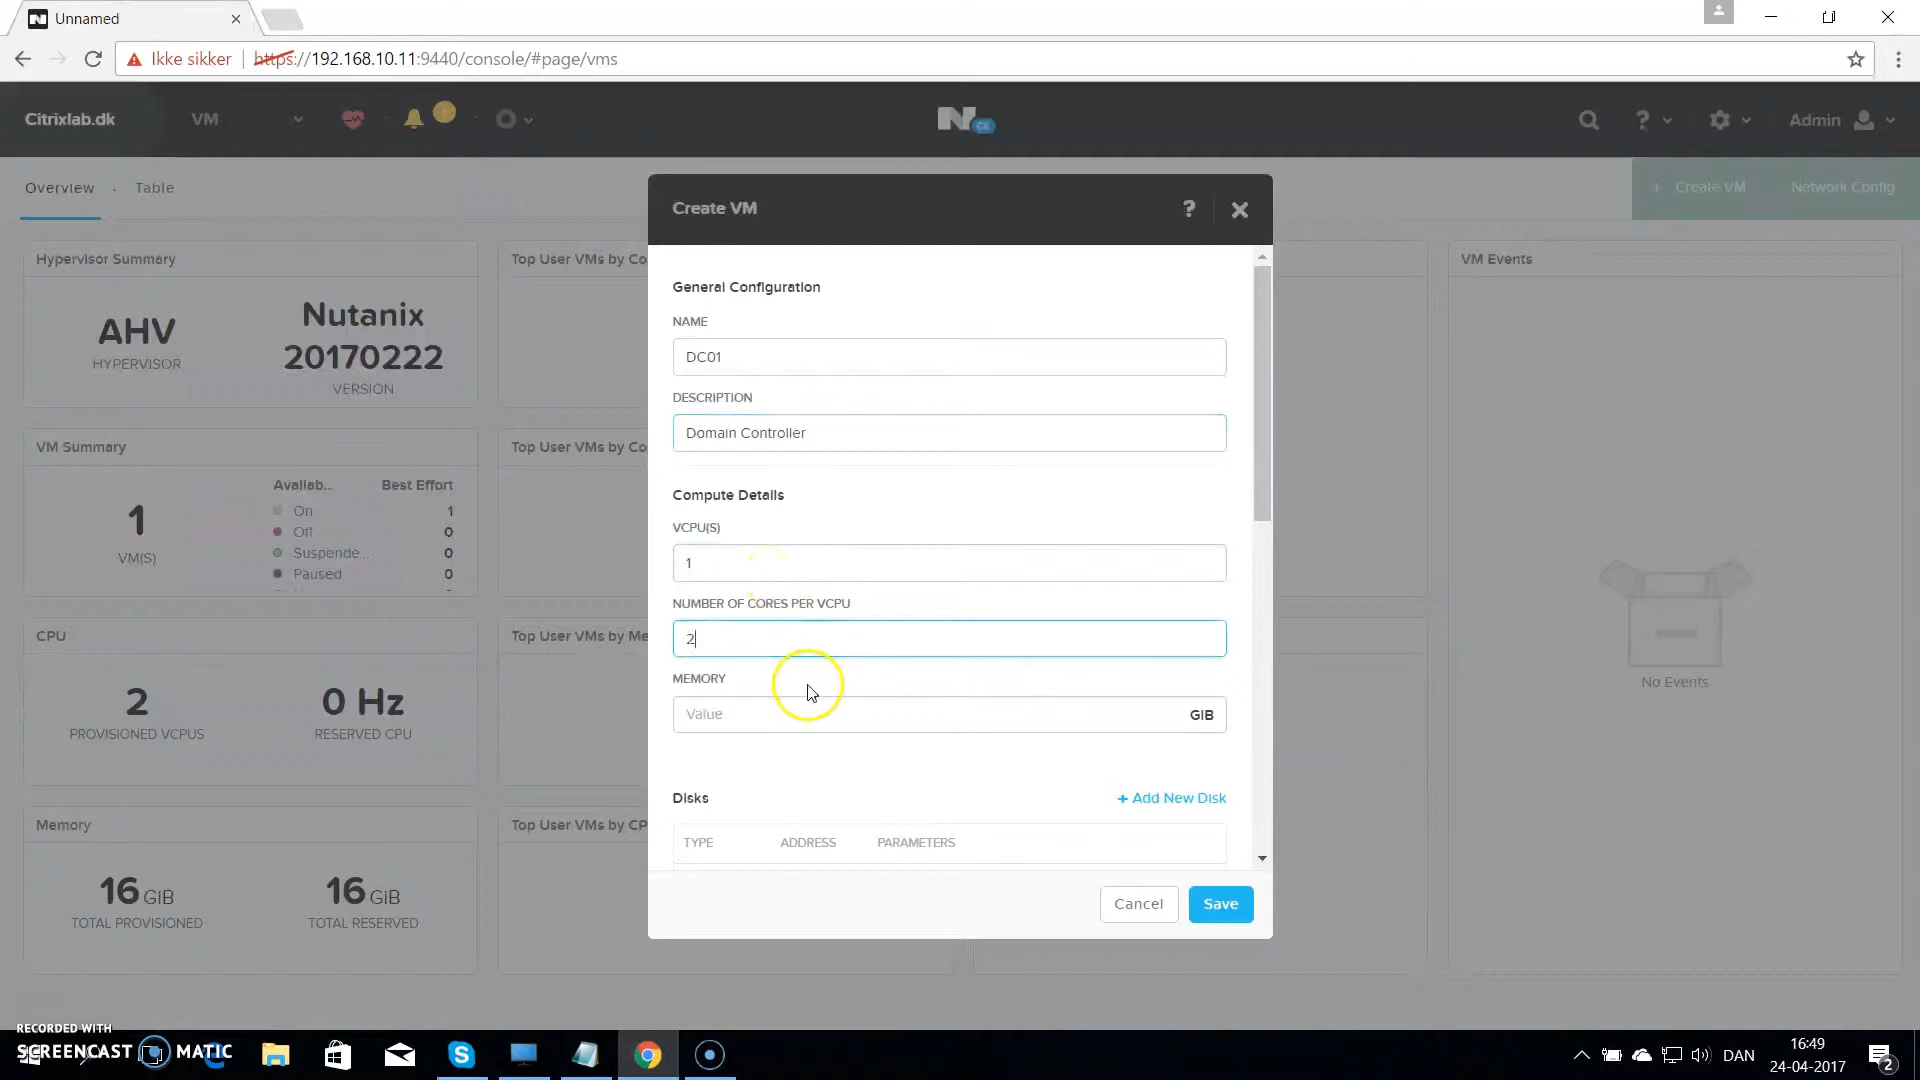 Unnamed
Ikke sikker https://192.168.10.11:9440/console/#page/vms
Citrixlab.dk VM ? Admin
Overview · Table + Create VM Network Config
Create VM ?
Hypervisor Summary
Top User VMs by Co
VM Events
AHV
HYPERVISOR
Nutanix
20170222
VERSION
General Configuration
NAME
DC01
DESCRIPTION
Domain Controller
VM Summary
Top User VMs by Co
Availab... Best Effort
On 1
Off 0
Suspende... 0
Paused 0
1
VM(S)
Compute Details
VCPU(S)
1
NUMBER OF CORES PER VCPU
2
MEMORY
Value GIB
CPU
Top User VMs by Me
2
PROVISIONED VCPUS
0 Hz
RESERVED CPU
No Events
Disks + Add New Disk
TYPE ADDRESS PARAMETERS
Memory
Top User VMs by CP
16 GiB
TOTAL PROVISIONED
16 GiB
TOTAL RESERVED
Cancel Save
RECORDED WITH
SCREENCAST MATIC
DAN
16:49
24-04-2017
2